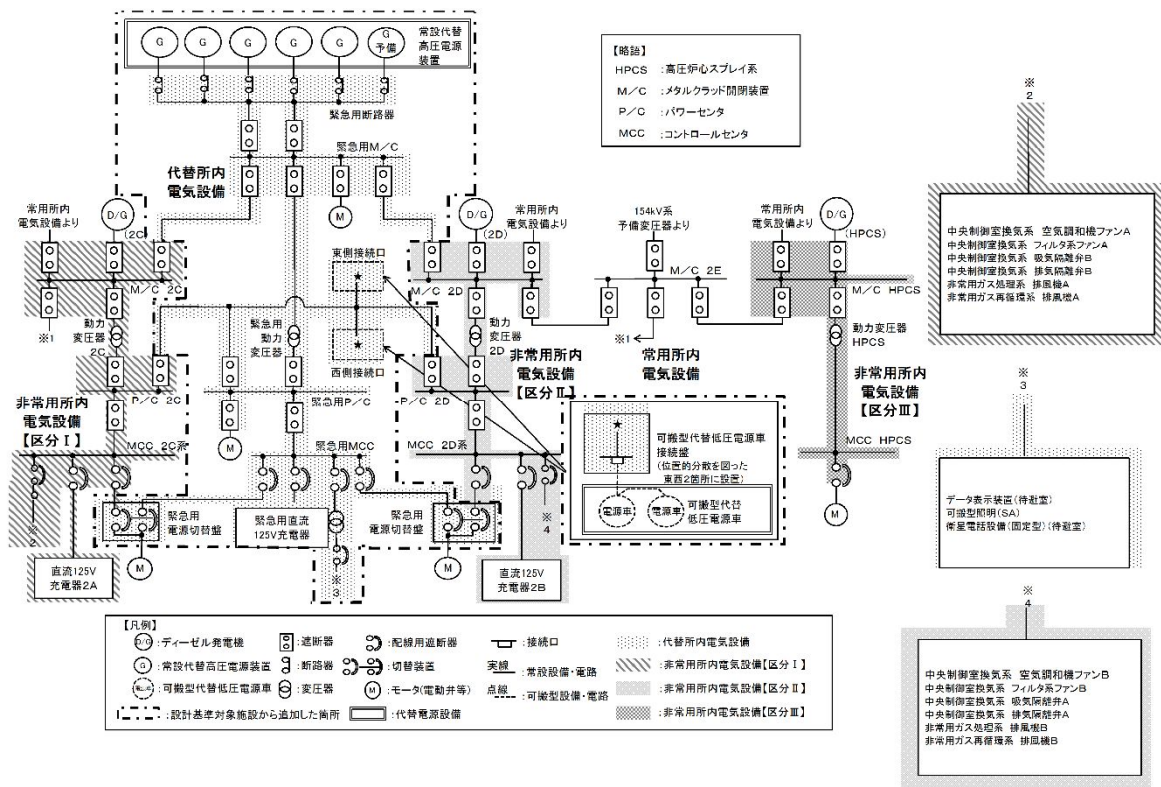 G
G
G
G
G
G
予備
常設代替
高圧電源
装置
緊急用断路器
緊急用M/C
代替所内
電気設備
M
【略語】
HPCS :高圧炉心スプレイ系
M/C :メタルクラッド開閉装置
P/C :パワーセンタ
MCC :コントロールセンタ
常用所内
電気設備より
D/G
(2C)
M/C 2C
※1
動力
変圧器
2C
P/C 2C
非常用所内
電気設備
【区分Ⅰ】
MCC 2C系
※2
直流125V
充電器2A
M
緊急用
電源切替盤
東側接続口
西側接続口
緊急用
動力
変圧器
緊急用P/C
M
緊急用MCC
緊急用直流
125V充電器
※3
緊急用
電源切替盤
M
D/G
(2D)
常用所内
電気設備より
M/C 2D
動力
変圧器
2D
P/C 2D
非常用所内
電気設備
【区分Ⅱ】
MCC 2D系
※4
直流125V
充電器2B
154kV系
予備変圧器より
M/C 2E
※1
常用所内
電気設備
常用所内
電気設備より
D/G
(HPCS)
M/C HPCS
動力変圧器
HPCS
非常用所内
電気設備
【区分Ⅲ】
MCC HPCS
M
可搬型代替低圧電源車
接続盤
(位置的分散を図った
東西2箇所に設置)
電源車
電源車
可搬型代替
低圧電源車
※2
中央制御室換気系 空気調和機ファンA
中央制御室換気系 フィルタ系ファンA
中央制御室換気系 吸気隔離弁B
中央制御室換気系 排気隔離弁B
非常用ガス処理系 排風機A
非常用ガス再循環系 排風機A
※3
データ表示装置(待避室)
可搬型照明(SA)
衛星電話設備(固定型)(待避室)
※4
中央制御室換気系 空気調和機ファンB
中央制御室換気系 フィルタ系ファンB
中央制御室換気系 吸気隔離弁A
中央制御室換気系 排気隔離弁A
非常用ガス処理系 排風機B
非常用ガス再循環系 排風機B
【凡例】
D/G :ディーゼル発電機
:遮断器
:配線用遮断器
:接続口
:代替所内電気設備
G :常設代替高圧電源装置
:断路器
:切替装置
実線 :常設設備・電路
:非常用所内電気設備【区分Ⅰ】
:可搬型代替低圧電源車
:変圧器
M :モータ(電動弁等)
点線 :可搬型設備・電路
:非常用所内電気設備【区分Ⅱ】
:設計基準対象施設から追加した箇所
:代替電源設備
:非常用所内電気設備【区分Ⅲ】